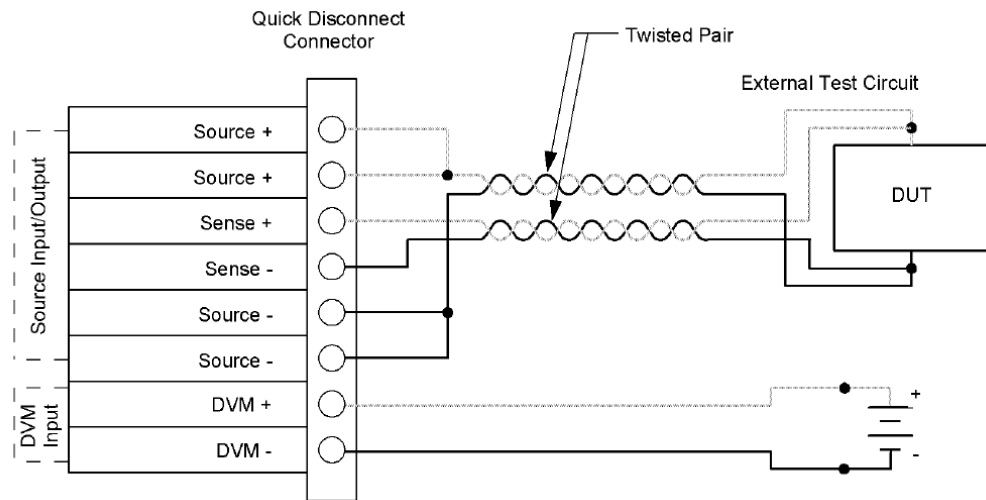 Quick Disconnect
Connector
Twisted Pair
External Test Circuit
Source Input/Output
Source +
Source +
Sense +
Sense -
Source -
Source -
DUT
DVM
Input
DVM +
DVM -
+
-